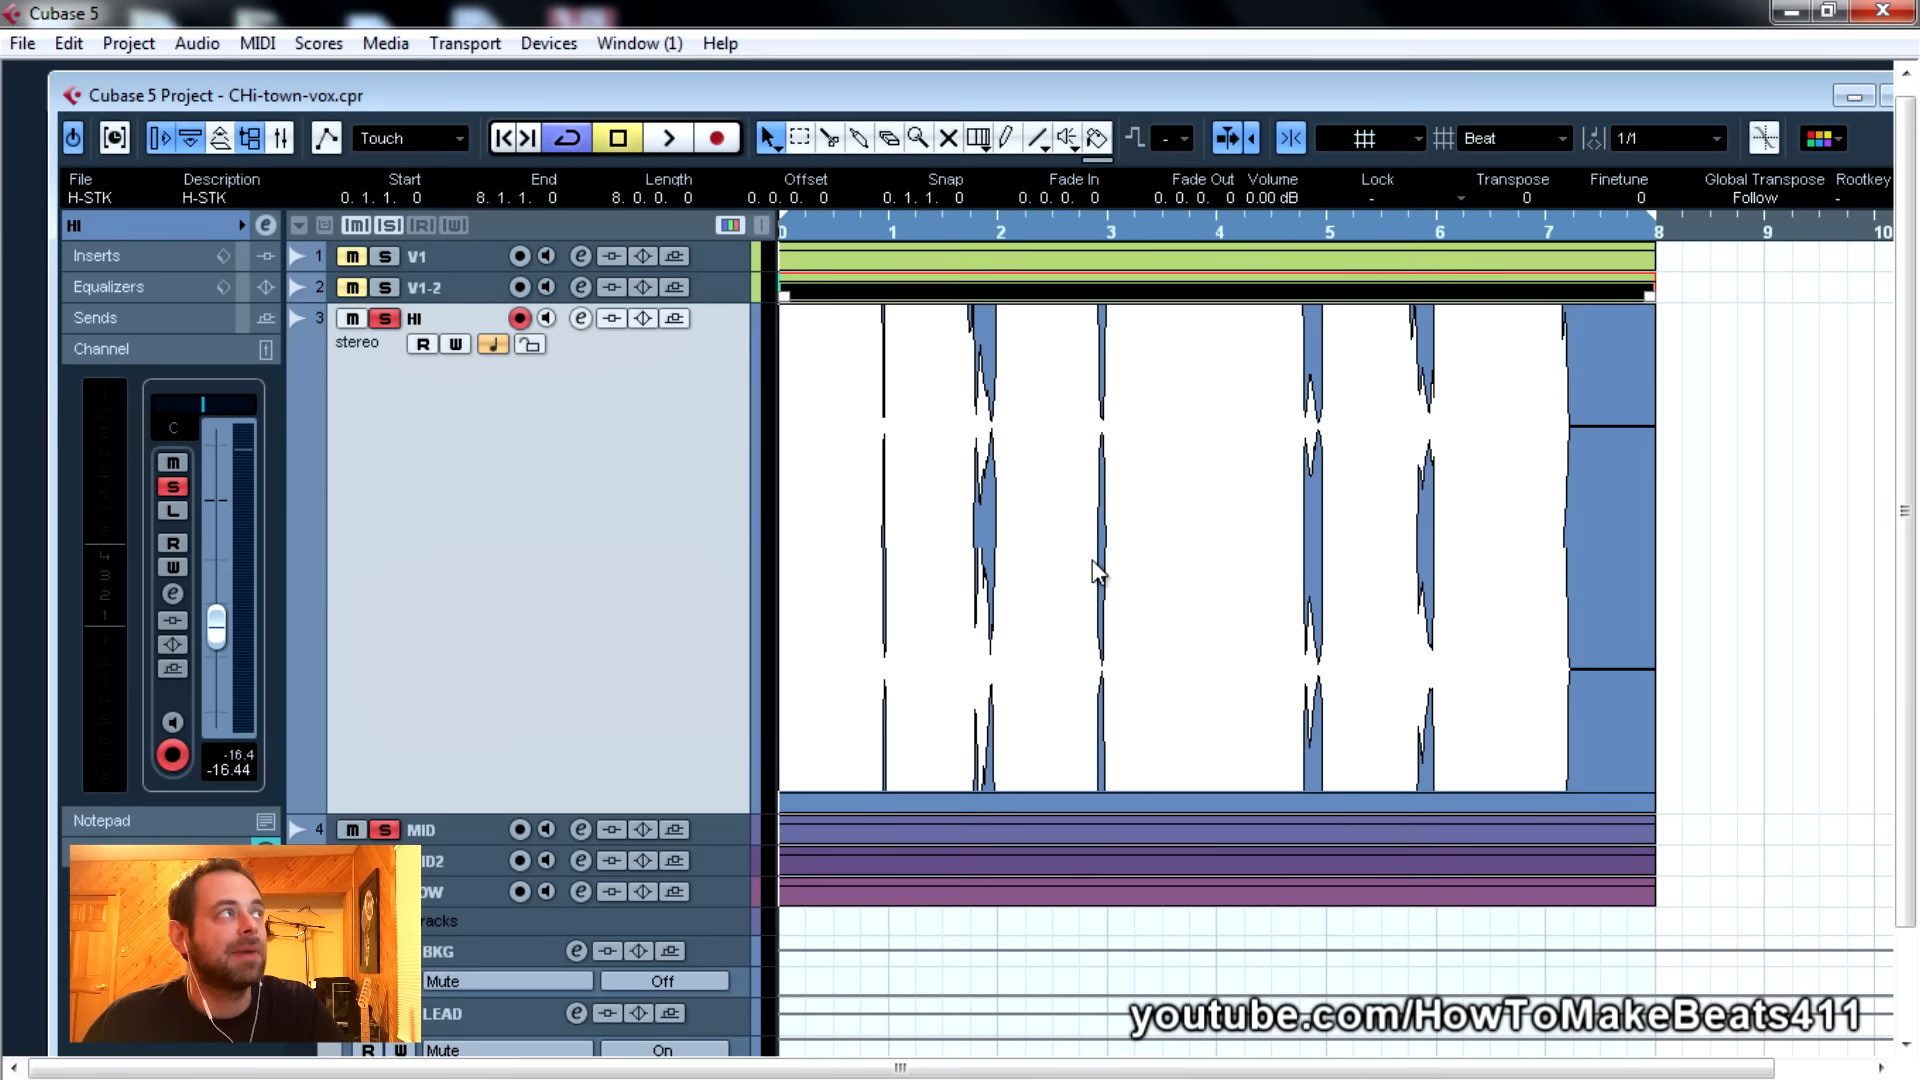 Cubase 5
File Edit Project Audio MIDI Scores Media Transport Devices Window (1) Help
Cubase 5 Project - CHi-town-vox.cpr
Touch - Beat 1/1
File Description Start End Length Offset Snap Fade In Fade Out Volume Lock Transpose Finetune Global Transpose Rootkey
H-STK H-STK 0. 1. 1. 0 8. 1. 1. 0 8. 0. 0. 0 0. 0. 0. 0 0. 1. 1. 0 0. 0. 0. 0 0. 0. 0. 0 0.00 dB - 0 0 Follow -
HI e m S R W 0 1 2 3 4 5 6 7 8 9 10
Inserts 1 m S V1 e
Equalizers 2 m S V1-2 e
Sends 3 m S HI e
stereo R W
Channel
C
m
S
L
R
W
e
4
3
2
1
-16.4
-16.44
Notepad
4 m S MID e
ID2 e
OW e
racks
BKG e
Mute Off
LEAD e
R W Mute On
youtube.com/HowToMakeBeats411